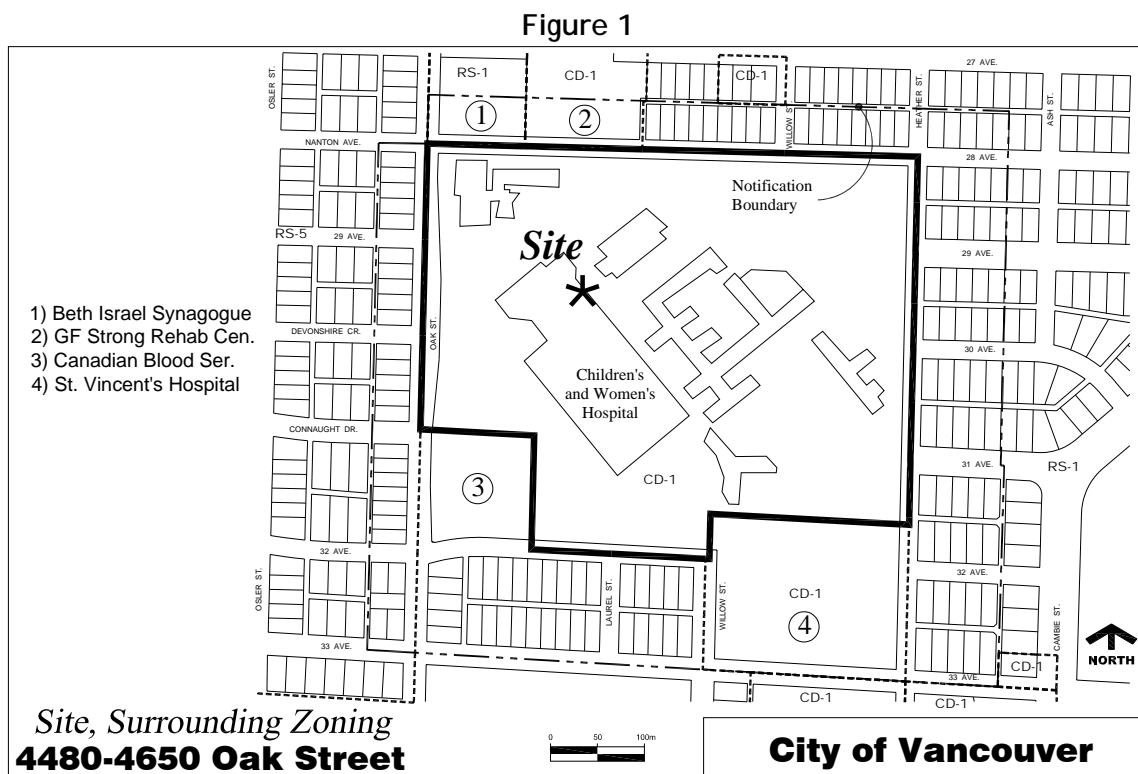 Figure 1
27 AVE.
OSLER ST.
RS-1
CD-1
CD-1
WILLOW ST.
HEATHER ST.
ASH ST.
1
2
NANTON AVE.
28 AVE.
Notification
Boundary
RS-5
29 AVE.
Site
29 AVE.
1) Beth Israel Synagogue
2) GF Strong Rehab Cen.
3) Canadian Blood Ser.
4) St. Vincent's Hospital
DEVONSHIRE CR.
OAK ST.
30 AVE.
Children's
and Women's
Hospital
CONNAUGHT DR.
31 AVE.
RS-1
3
CD-1
32 AVE.
32 AVE.
OSLER ST.
LAUREL ST.
WILLOW ST.
CD-1
4
CAMBIE ST.
33 AVE.
NORTH
CD-1
33 AVE.
CD-1
CD-1
Site, Surrounding Zoning
4480-4650 Oak Street
0 50 100m
City of Vancouver